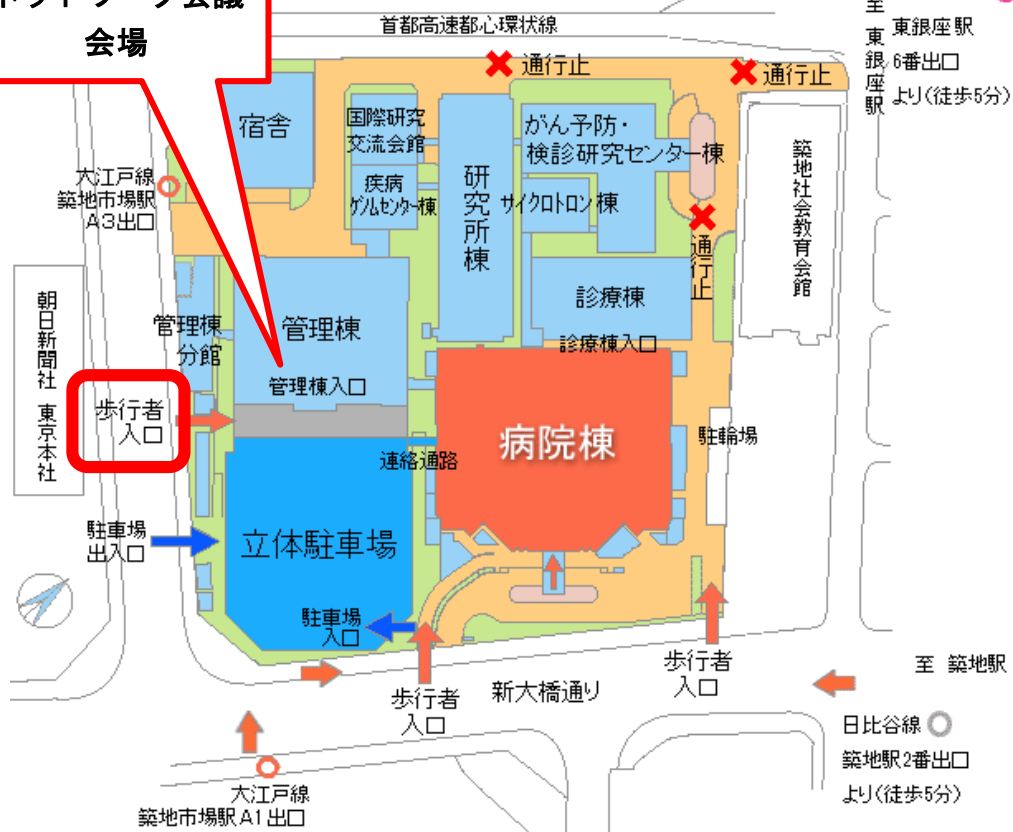 ネットワーク会議
会場
首都高速都心環状線
至 東銀座駅
東銀座駅
6番出口
より(徒歩5分)
通行止
通行止
宿舎
国際研究
交流会館
がん予防・
検診研究センター棟
疾病
ゲノムセンター棟
研究所棟
サイクロトロン棟
築地社会教育会館
大江戸線
築地市場駅
A3出口
通行止
診療棟
診療棟入口
朝日新聞社 東京本社
管理棟
分館
管理棟
管理棟入口
歩行者
入口
病院棟
駐輪場
連絡通路
駐車場
出入口
立体駐車場
駐車場
入口
歩行者
入口
新大橋通り
歩行者
入口
至 築地駅
日比谷線
築地駅2番出口
より(徒歩5分)
大江戸線
築地市場駅A1出口